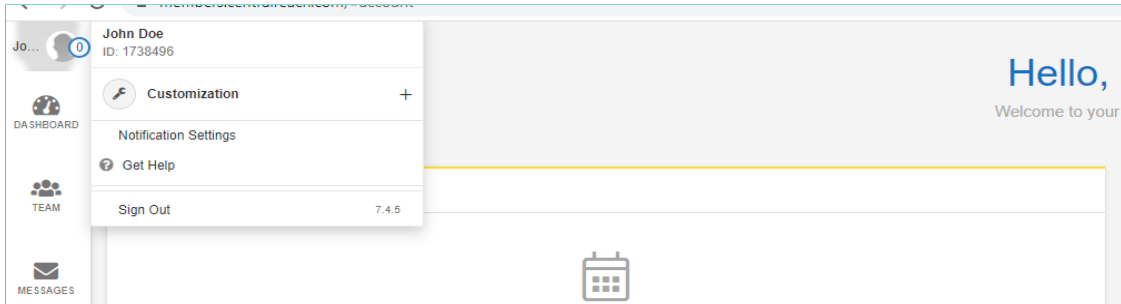 Jo...
0
John Doe
ID: 1738496
Customization
+
Notification Settings
Get Help
Sign Out 7.4.5
DASHBOARD
TEAM
MESSAGES
Hello,
Welcome to your